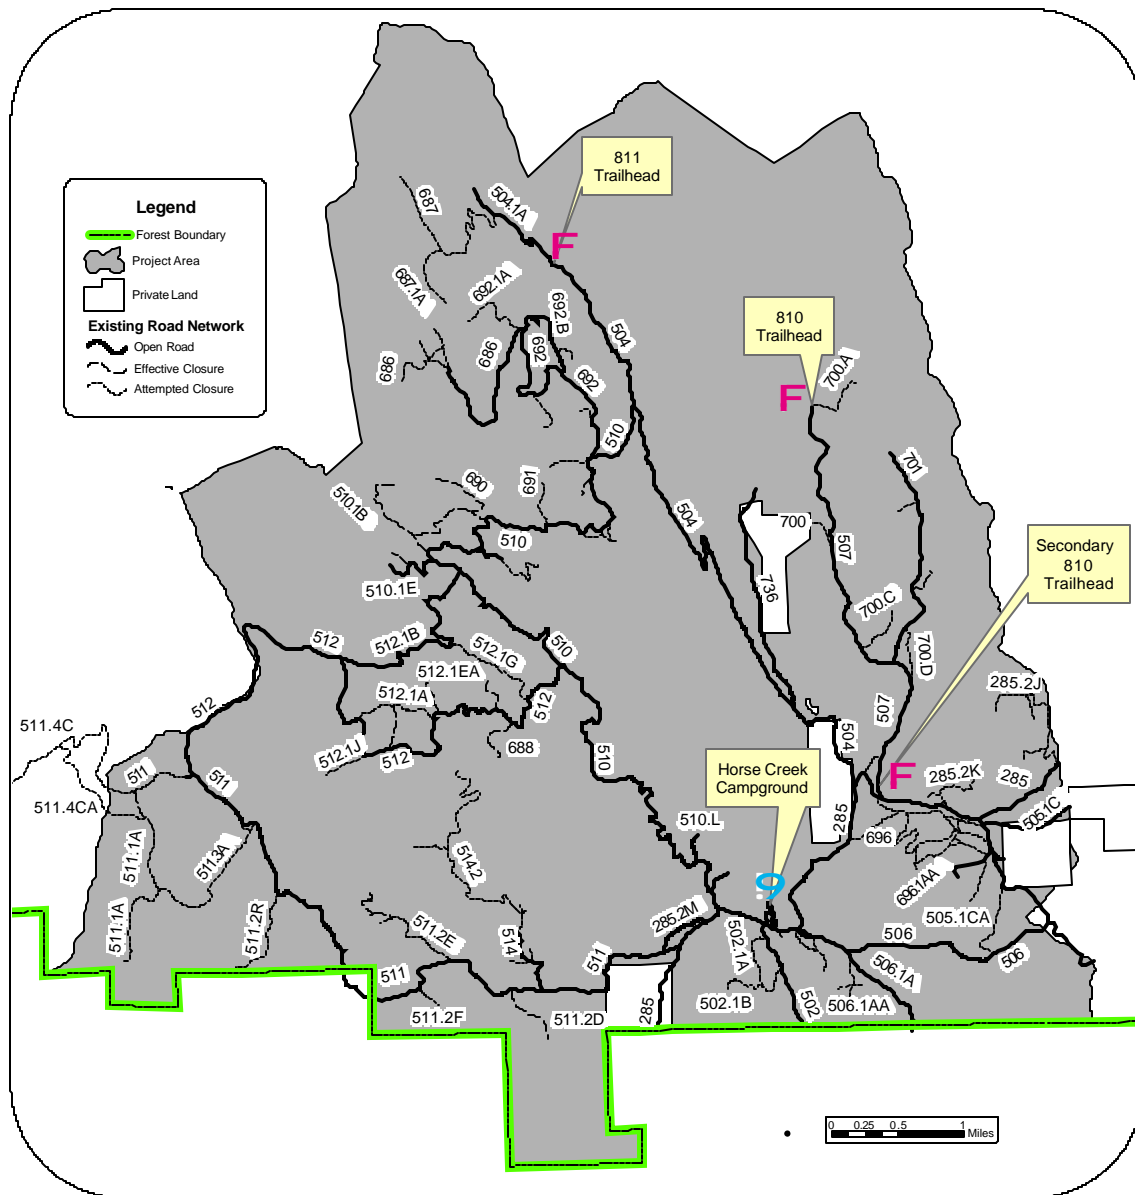 811
Trailhead
Legend
Forest Boundary
Project Area
Private Land
Existing Road Network
Open Road
Effective Closure
Attempted Closure
687
504.1A
F
687.1A
692.1A
692.B
504
810
Trailhead
686
686
692
692
700.A
F
510
701
690
691
510.1B
504
700
507
510
Secondary
810
Trailhead
510.1E
736
700.C
512
512.1B
512.1G
510
700.D
512.1EA
512.1A
285.2J
512
512
507
511.4C
688
504
512.1J
512
510
511
511
Horse Creek
Campground
F
285.2K
285
511.4CA
285
505.1C
510.L
696
511.1A
511.3A
514.2
696.1AA
9
285.2M
505.1CA
511.1A
511.2R
511.2E
514
502.1A
506
506
511
511
506.1A
511.2F
511.2D
285
502.1B
502
506.1AA
0 0.25 0.5 1
Miles